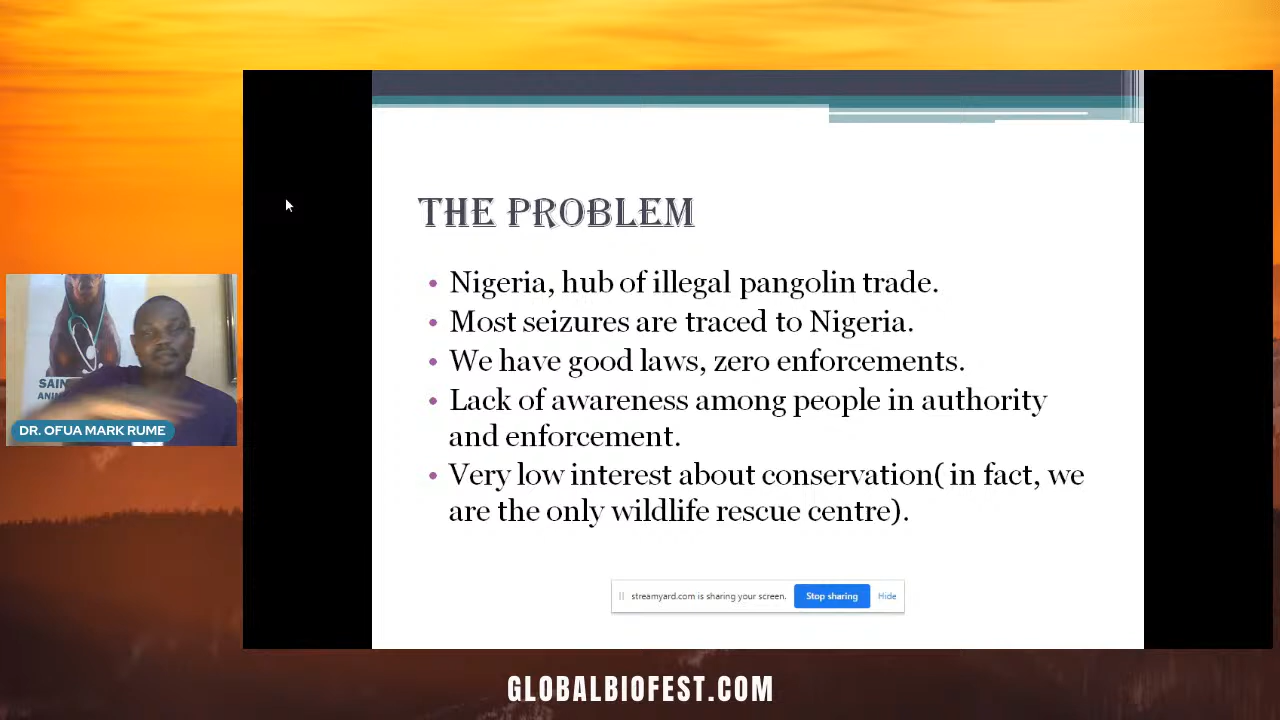 THE PROBLEM
• Nigeria, hub of illegal pangolin trade.
• Most seizures are traced to Nigeria.
• We have good laws, zero enforcements.
• Lack of awareness among people in authority
and enforcement.
• Very low interest about conservation( in fact, we
are the only wildlife rescue centre).
SAIN
ANI
DR. OFUA MARK RUME
streamyard.com is sharing your screen. Stop sharing Hide
GLOBALBIOFEST.COM